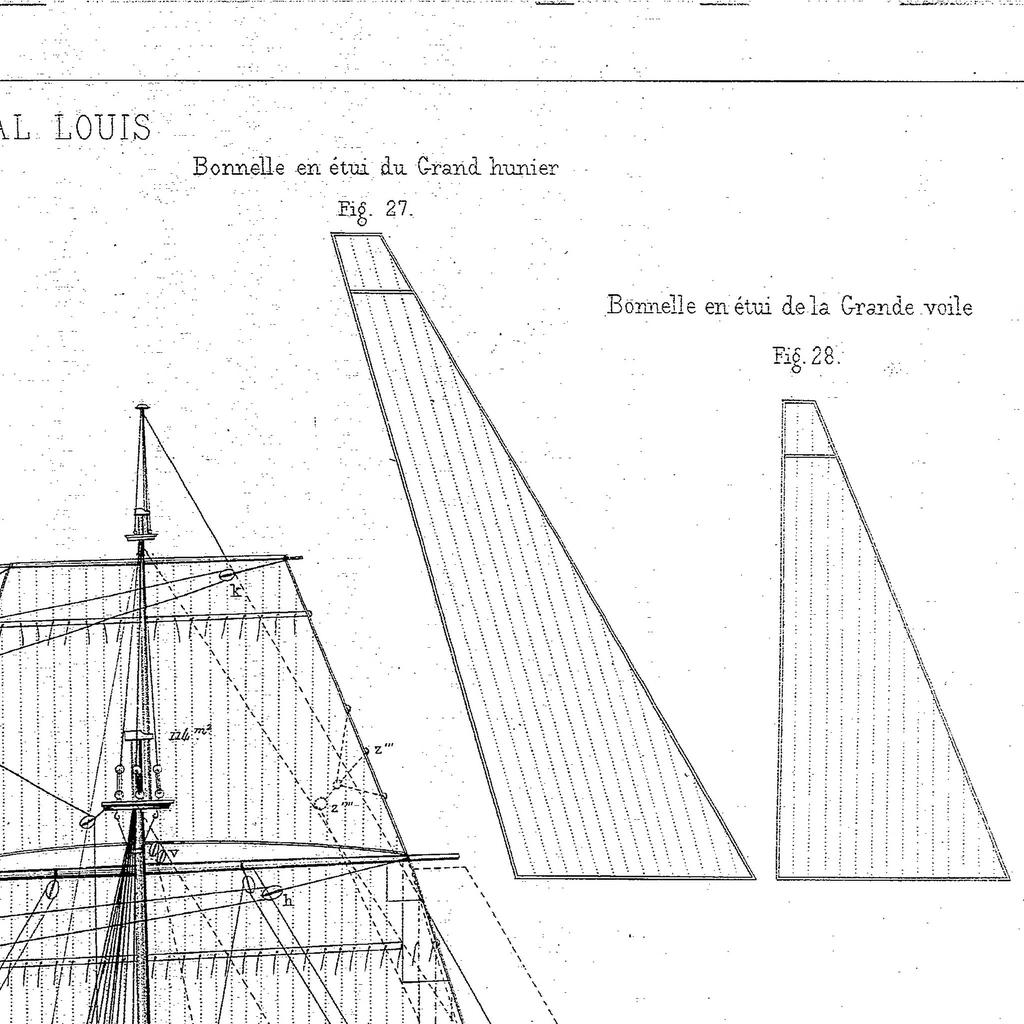 AL LOUIS
Bonnelle en étui du Grand hunier
Fig. 27.
Bonnelle en étui de la Grande voile
Fig. 28.
k
z'''
z''''
v
h